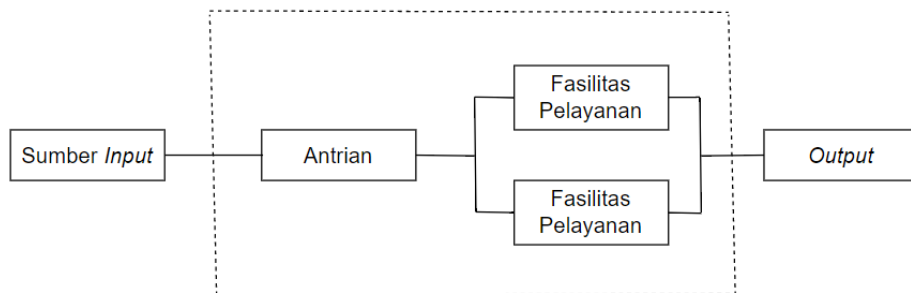 Sumber Input
Antrian
Fasilitas
Pelayanan
Fasilitas
Pelayanan
Output